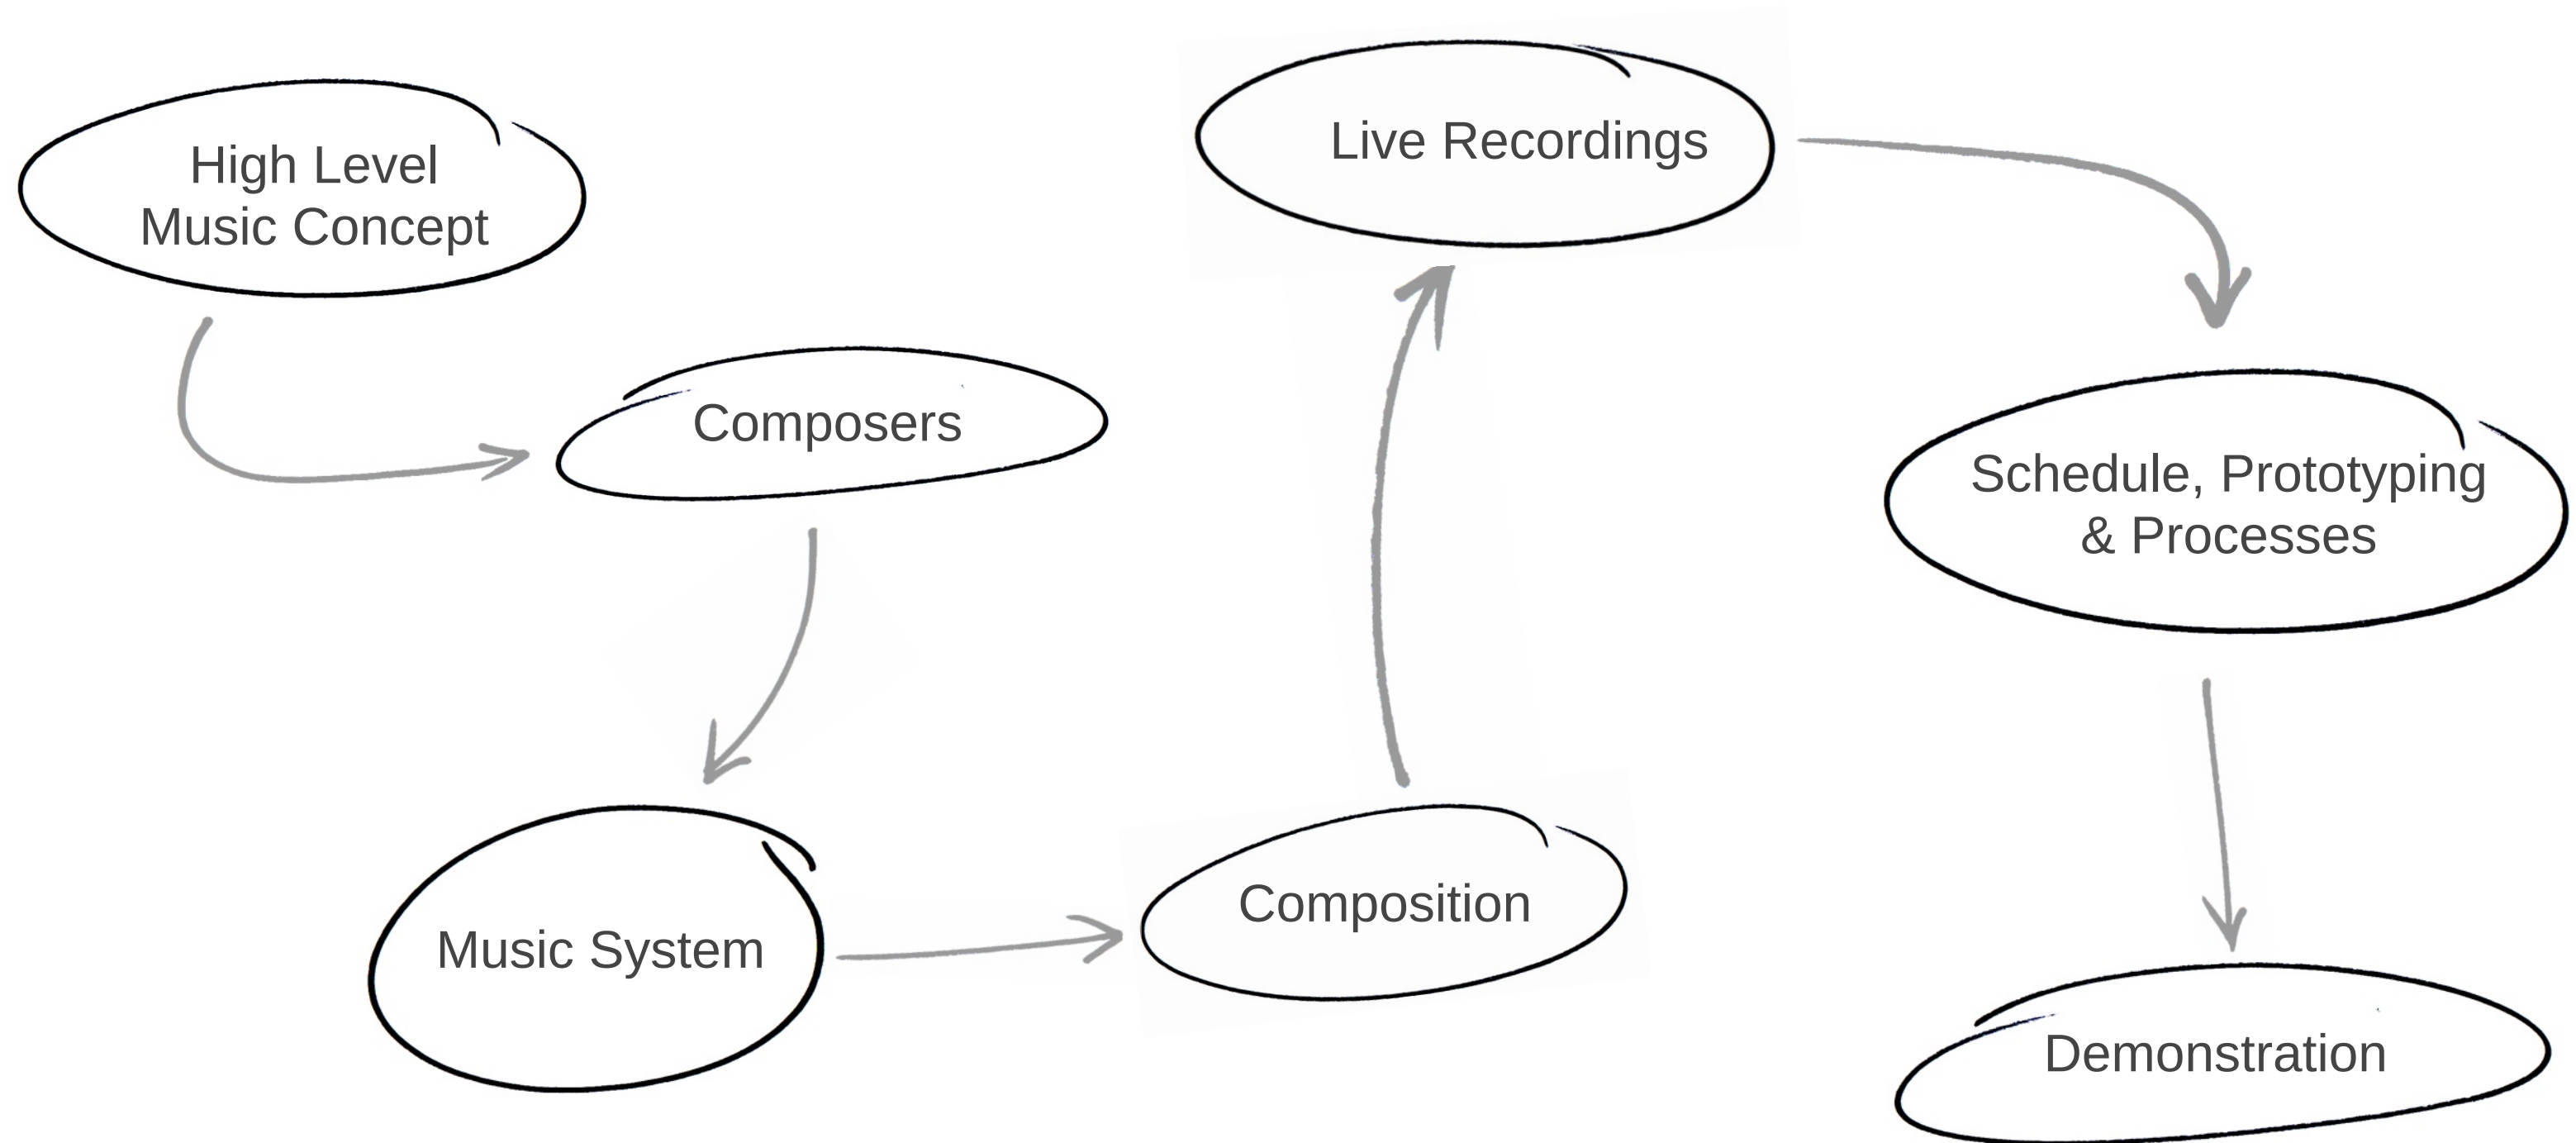 High Level
Music Concept
Composers
Music System
Composition
Live Recordings
Schedule, Prototyping
& Processes
Demonstration